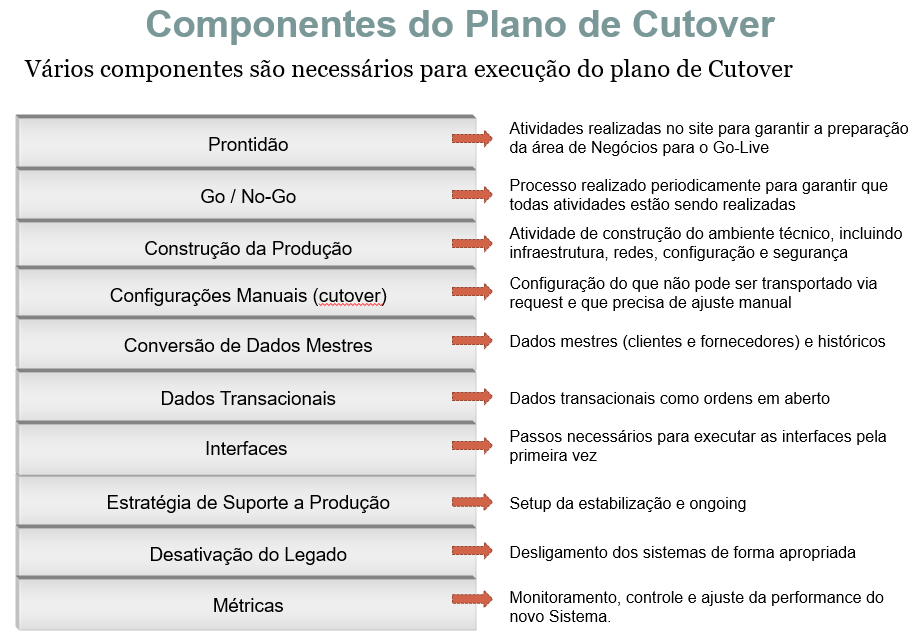 Componentes do Plano de Cutover
Vários componentes são necessários para execução do plano de Cutover
Prontidão
Atividades realizadas no site para garantir a preparação
da área de Negócios para o Go-Live
Go / No-Go
Processo realizado periodicamente para garantir que
todas atividades estão sendo realizadas
Construção da Produção
Atividade de construção do ambiente técnico, incluindo
infraestrutura, redes, configuração e segurança
Configurações Manuais (cutover)
Configuração do que não pode ser transportado via
request e que precisa de ajuste manual
Conversão de Dados Mestres
Dados mestres (clientes e fornecedores) e históricos
Dados Transacionais
Dados transacionais como ordens em aberto
Interfaces
Passos necessários para executar as interfaces pela
primeira vez
Estratégia de Suporte a Produção
Setup da estabilização e ongoing
Desativação do Legado
Desligamento dos sistemas de forma apropriada
Métricas
Monitoramento, controle e ajuste da performance do
novo Sistema.